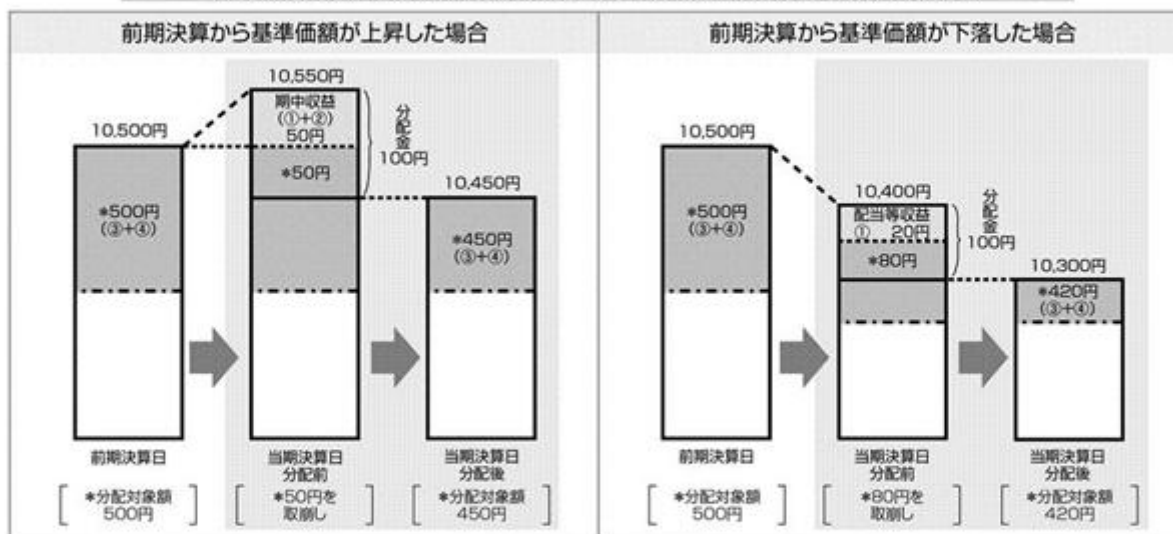 前期決算から基準価額が上昇した場合
10,500円
*500円
(③+④)
前期決算日
*分配対象額
500円
10,550円
期中収益
(①+②)
50円
*50円
分配金
100円
当期決算日
分配前
*50円を
取崩し
10,450円
*450円
(③+④)
当期決算日
分配後
*分配対象額
450円
前期決算から基準価額が下落した場合
10,500円
*500円
(③+④)
前期決算日
*分配対象額
500円
10,400円
配当等収益
① 20円
*80円
分配金
100円
当期決算日
分配前
*80円を
取崩し
10,300円
*420円
(③+④)
当期決算日
分配後
*分配対象額
420円